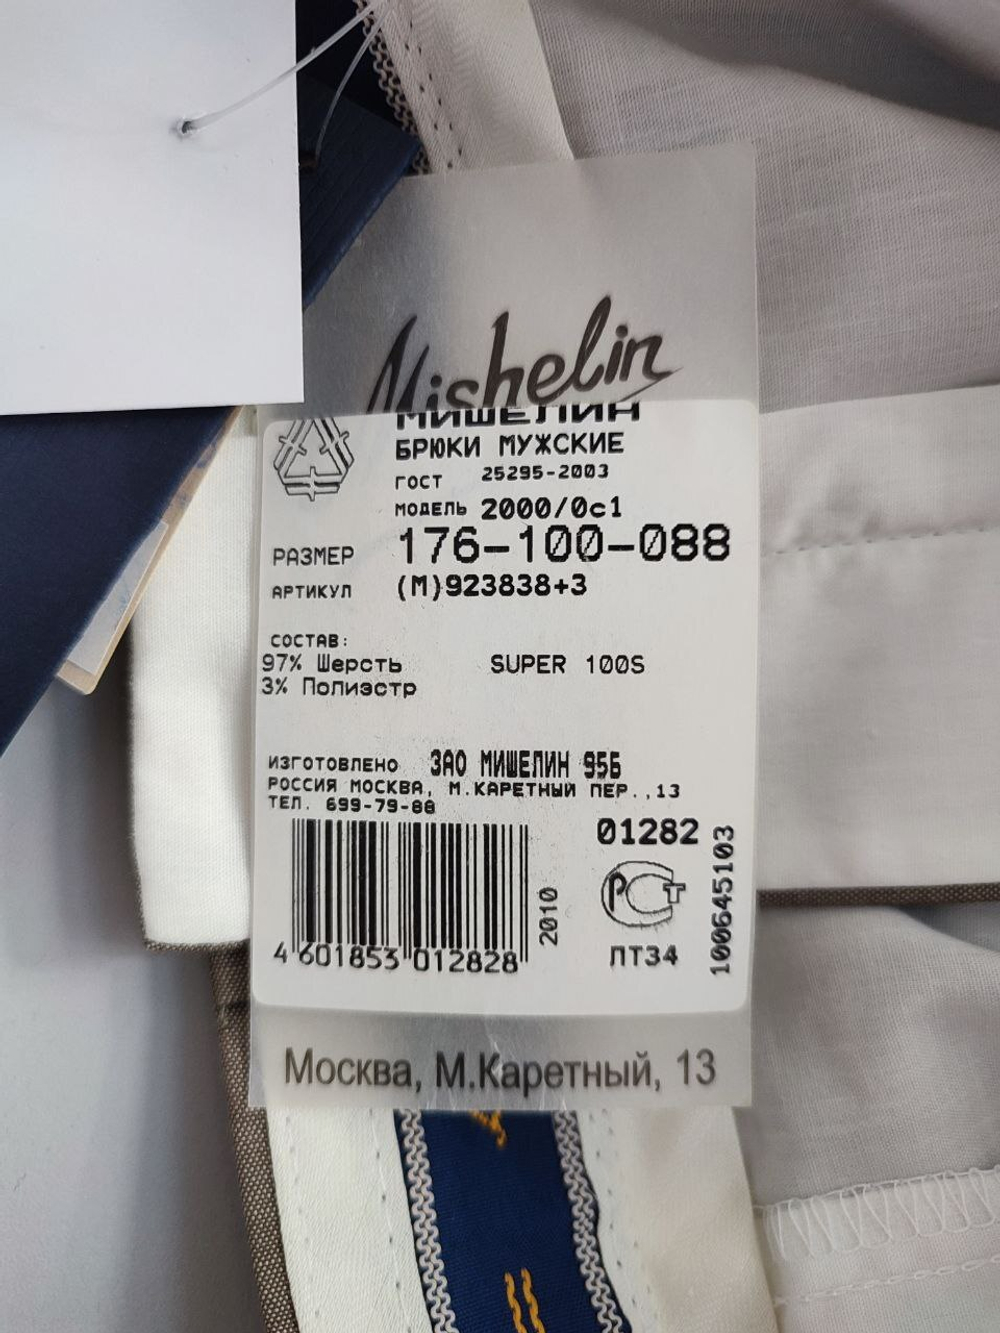 Mishelin
МИШЕЛИН
БРЮКИ МУЖСКИЕ
ГОСТ 25295-2003
МОДЕЛЬ 2000/0с1
РАЗМЕР 176-100-088
АРТИКУЛ (М)923838+3
СОСТАВ:
97% Шерсть SUPER 100S
3% Полиэстр
ИЗГОТОВЛЕНО ЗАО МИШЕЛИН 95Б
РОССИЯ МОСКВА, М.КАРЕТНЫЙ ПЕР.,13
ТЕЛ. 699-79-88
01282
4 601853 012828
2010
РСТ
ПТ34
100645103
Москва, М.Каретный, 13